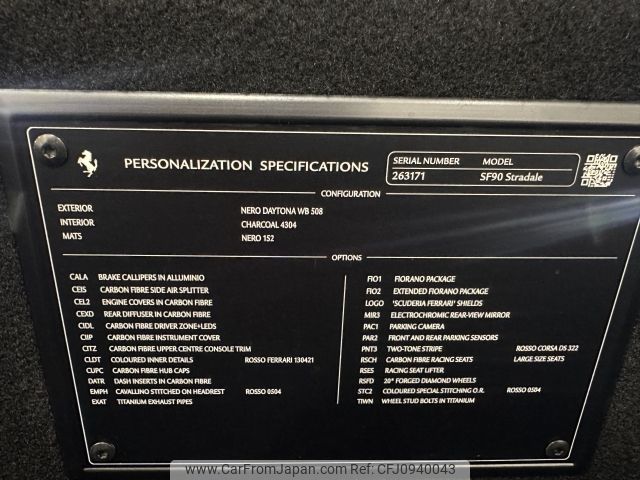 PERSONALIZATION SPECIFICATIONS
SERIAL NUMBER MODEL
263171 SF90 Stradale
CONFIGURATION
EXTERIOR NERO DAYTONA WB 508
INTERIOR CHARCOAL 4304
MATS NERO 152
OPTIONS
CALA BRAKE CALLIPERS IN ALLUMINIO
CEIS CARBON FIBRE SIDE AIR SPLITTER
CEL2 ENGINE COVERS IN CARBON FIBRE
CEXD REAR DIFFUSER IN CARBON FIBRE
CIDL CARBON FIBRE DRIVER ZONE+LEDS
CIIP CARBON FIBRE INSTRUMENT COVER
CITZ CARBON FIBRE UPPER CENTRE CONSOLE TRIM
CLDT COLOURED INNER DETAILS ROSSO FERRARI 130421
CUPC CARBON FIBRE HUB CAPS
DATR DASH INSERTS IN CARBON FIBRE
EMPH CAVALLINO STITCHED ON HEADREST ROSSO 0504
EXAT TITANIUM EXHAUST PIPES
FIO1 FIORANO PACKAGE
FIO2 EXTENDED FIORANO PACKAGE
LOGO 'SCUDERIA FERRARI' SHIELDS
MIR3 ELECTROCHROMIC REAR-VIEW MIRROR
PAC1 PARKING CAMERA
PAR2 FRONT AND REAR PARKING SENSORS
PNT3 TWO-TONE STRIPE ROSSO CORSA DS 322
RSCH CARBON FIBRE RACING SEATS LARGE SIZE SEATS
RSES RACING SEAT LIFTER
RSFD 20" FORGED DIAMOND WHEELS
STC2 COLOURED SPECIAL STITCHING O.R. ROSSO 0504
TIWN WHEEL STUD BOLTS IN TITANIUM
www.CarFromJapan.com | CFJ No. CFJ10940043